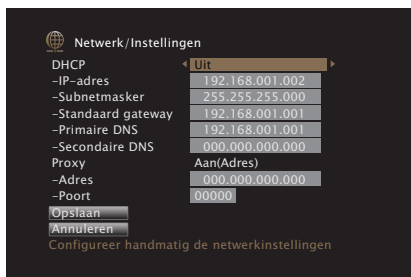 Netwerk/Instellingen
DHCP Uit
-IP-adres 192.168.001.002
-Subnetmasker 255.255.255.000
-Standaard gateway 192.168.001.001
-Primaire DNS 192.168.001.001
-Secondaire DNS 000.000.000.000
Proxy Aan(Adres)
-Adres 000.000.000.000
-Poort 00000
Opslaan
Annuleren
Configureer handmatig de netwerkinstellingen